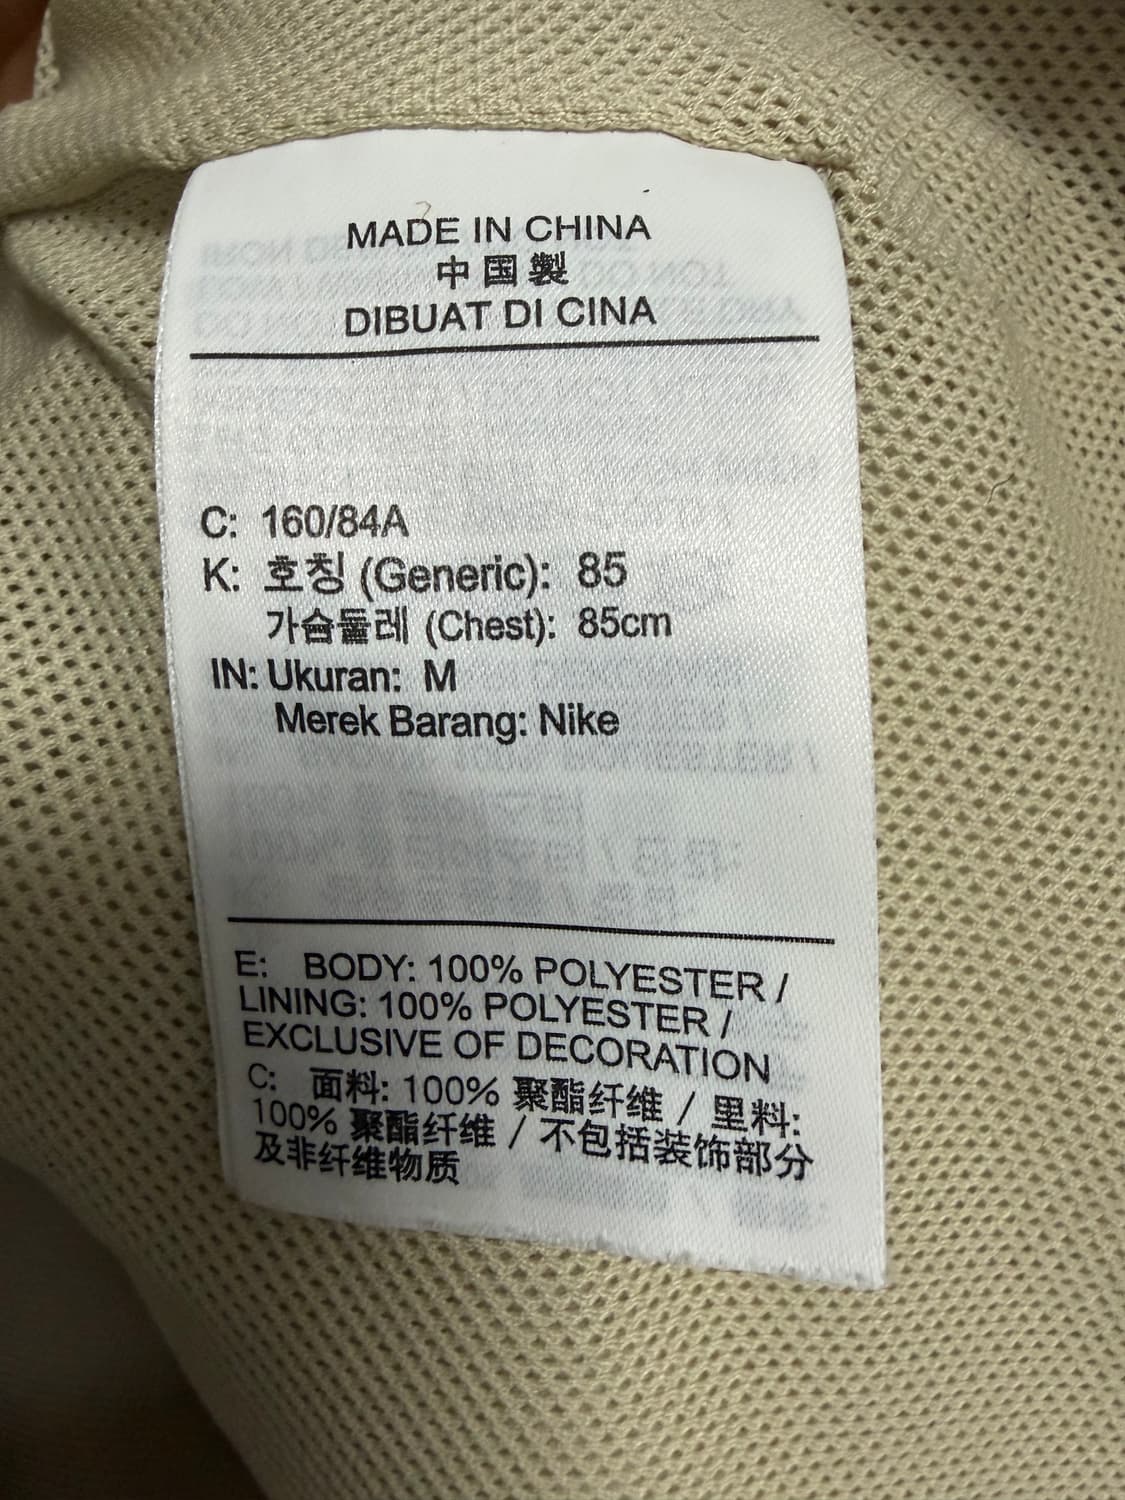 MADE IN CHINA
中国製
DIBUAT DI CINA
C: 160/84A
K: 호칭 (Generic): 85
가슴둘레 (Chest): 85cm
IN: Ukuran: M
Merek Barang: Nike
E: BODY: 100% POLYESTER /
LINING: 100% POLYESTER /
EXCLUSIVE OF DECORATION
C: 面料: 100% 聚酯纤维 / 里料:
100% 聚酯纤维 / 不包括装饰部分
及非纤维物质